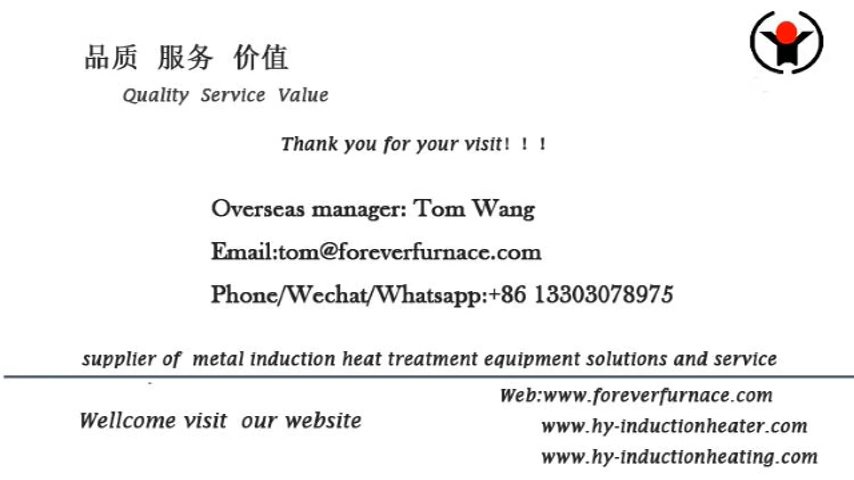 品质 服务 价值
Quality Service Value
Thank you for your visit! ! !
Overseas manager: Tom Wang
Email:tom@foreverfurnace.com
Phone/Wechat/Whatsapp:+86 13303078975
supplier of metal induction heat treatment equipment solutions and service
Wellcome visit our website
Web:www.foreverfurnace.com
www.hy-inductionheater.com
www.hy-inductionheating.com